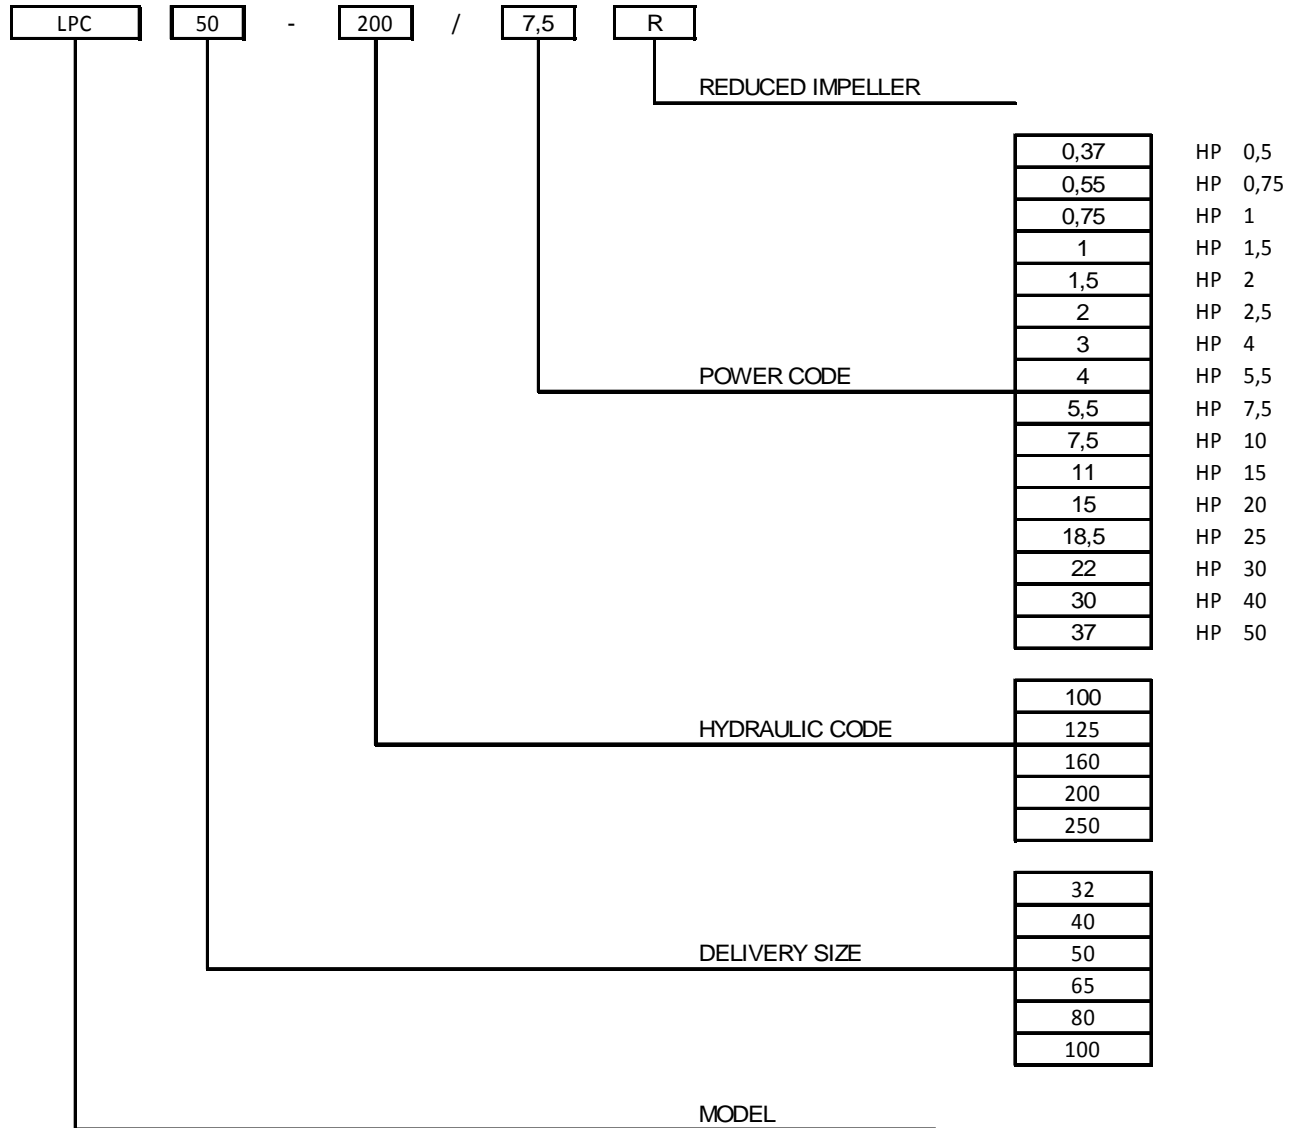 LPC 50 - 200 / 7,5 R
REDUCED IMPELLER
0,37 HP 0,5
0,55 HP 0,75
0,75 HP 1
1 HP 1,5
1,5 HP 2
2 HP 2,5
3 HP 4
POWER CODE 4 HP 5,5
5,5 HP 7,5
7,5 HP 10
11 HP 15
15 HP 20
18,5 HP 25
22 HP 30
30 HP 40
37 HP 50
100
HYDRAULIC CODE 125
160
200
250
32
40
DELIVERY SIZE 50
65
80
100
MODEL